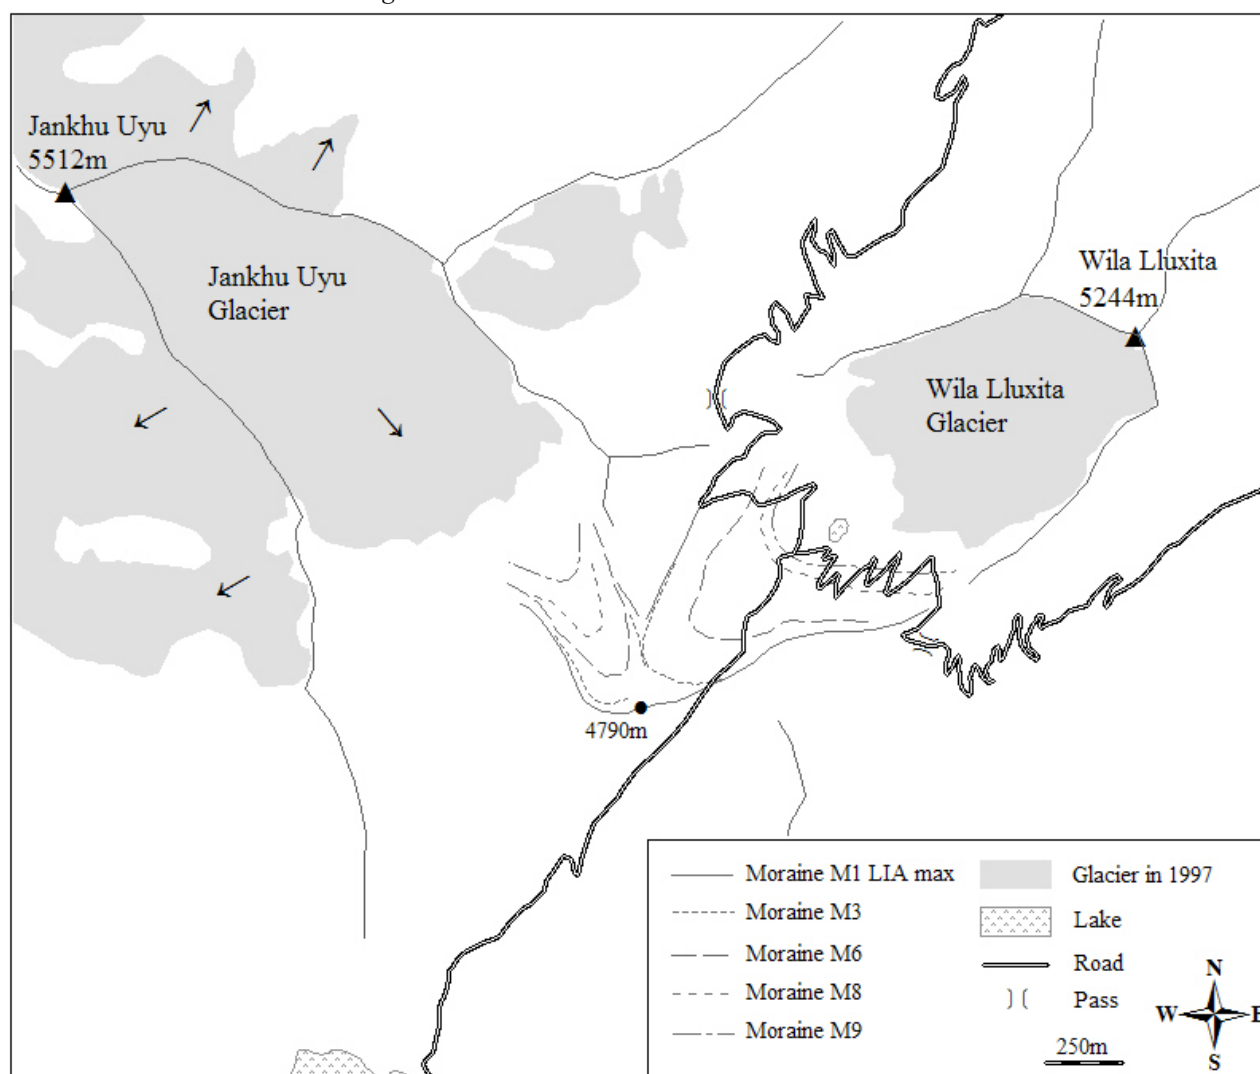 Jankhu Uyu
5512m
Jankhu Uyu
Glacier
Wila Lluxita
5244m
Wila Lluxita
Glacier
4790m
Moraine M1 LIA max
Moraine M3
Moraine M6
Moraine M8
Moraine M9
Glacier in 1997
Lake
Road
Pass
250m
N
W
E
S